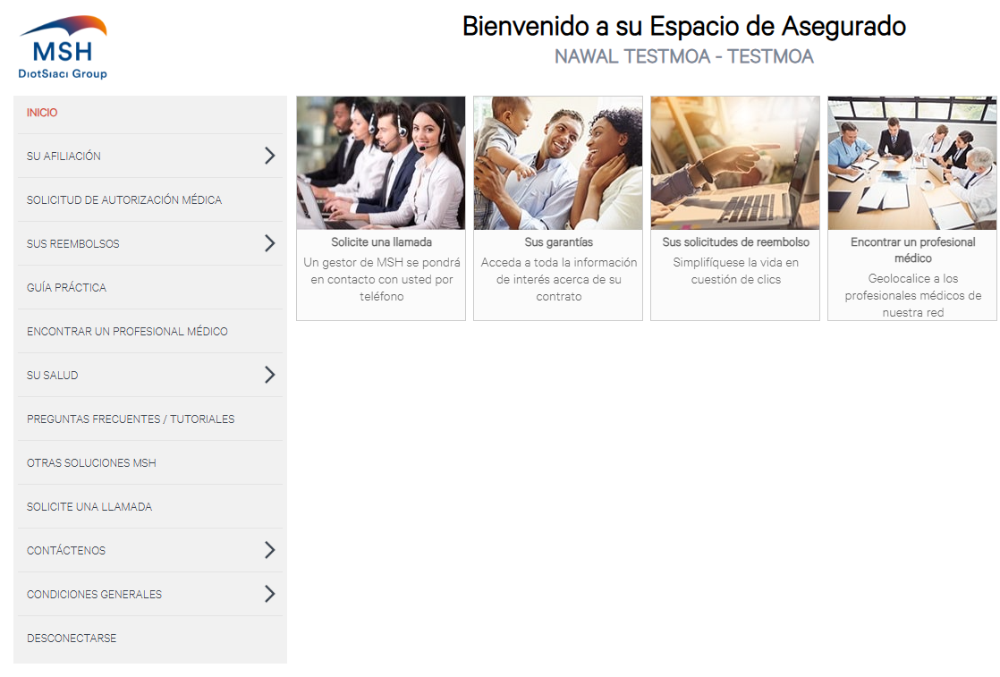 MSH
DIOTSIACI Group
Bienvenido a su Espacio de Asegurado
NAWAL TESTMOA - TESTMOA
INICIO
SU AFILIACIÓN
SOLICITUD DE AUTORIZACIÓN MÉDICA
SUS REEMBOLSOS
GUÍA PRÁCTICA
ENCONTRAR UN PROFESIONAL MÉDICO
SU SALUD
PREGUNTAS FRECUENTES / TUTORIALES
OTRAS SOLUCIONES MSH
SOLICITE UNA LLAMADA
CONTÁCTENOS
CONDICIONES GENERALES
DESCONECTARSE
Solicite una llamada
Un gestor de MSH se pondrá
en contacto con usted por
teléfono
Sus garantías
Acceda a toda la información
de interés acerca de su
contrato
Sus solicitudes de reembolso
Simplifíquese la vida en
cuestión de clics
Encontrar un profesional
médico
Geolocalice a los
profesionales médicos de
nuestra red